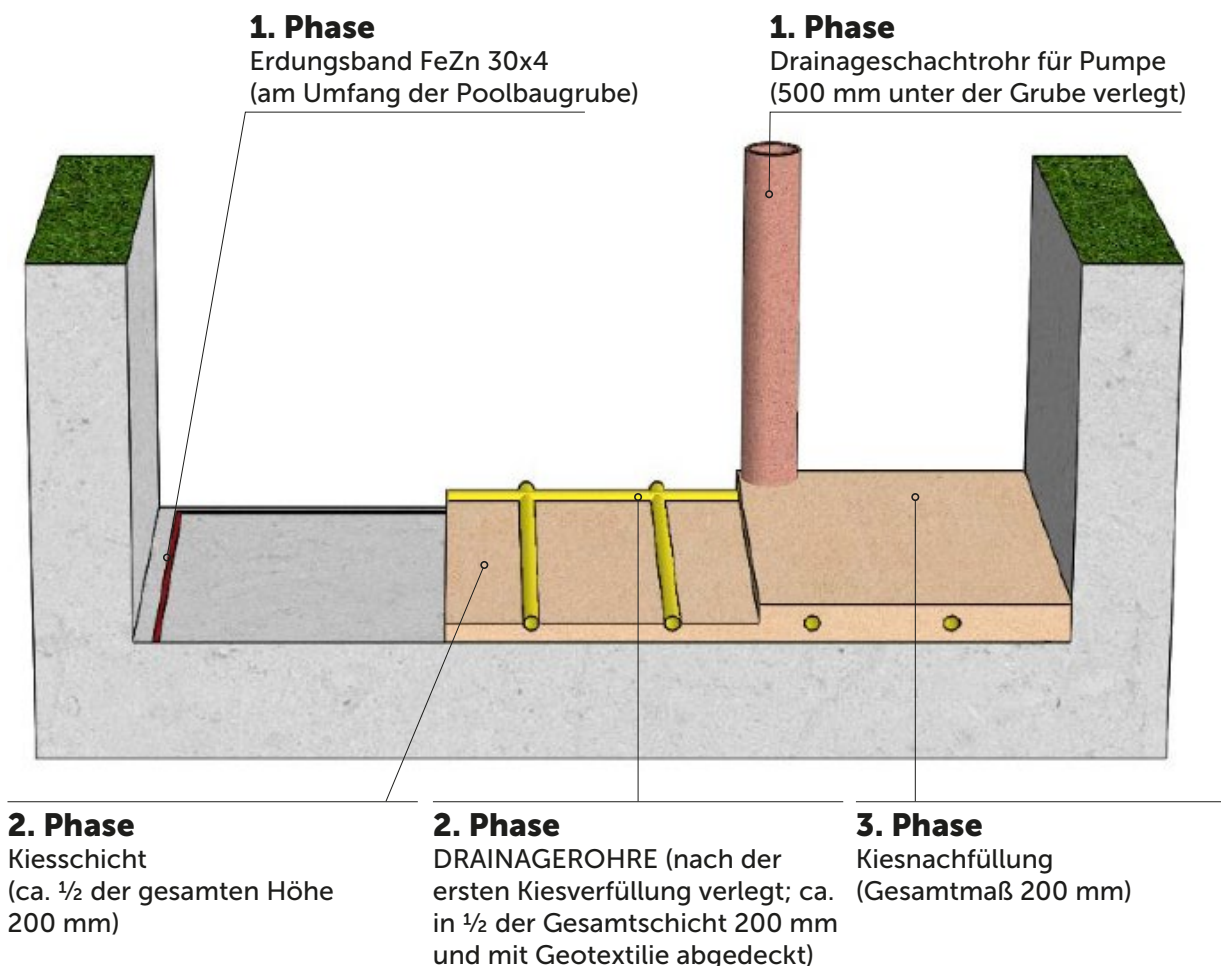 1. Phase
Erdungsband FeZn 30x4
(am Umfang der Poolbaugrube)
1. Phase
Drainageschachtrohr für Pumpe
(500 mm unter der Grube verlegt)
2. Phase
Kiesschicht
(ca. ½ der gesamten Höhe
200 mm)
2. Phase
DRAINAGEROHRE (nach der
ersten Kiesverfüllung verlegt; ca.
in ½ der Gesamtschicht 200 mm
und mit Geotextilie abgedeckt)
3. Phase
Kiesnachfüllung
(Gesamtmaß 200 mm)